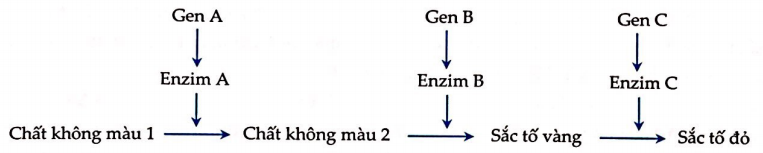 Gen A
Gen B
Gen C
Enzim A
Enzim B
Enzim C
Chất không màu 1
Chất không màu 2
Sắc tố vàng
Sắc tố đỏ